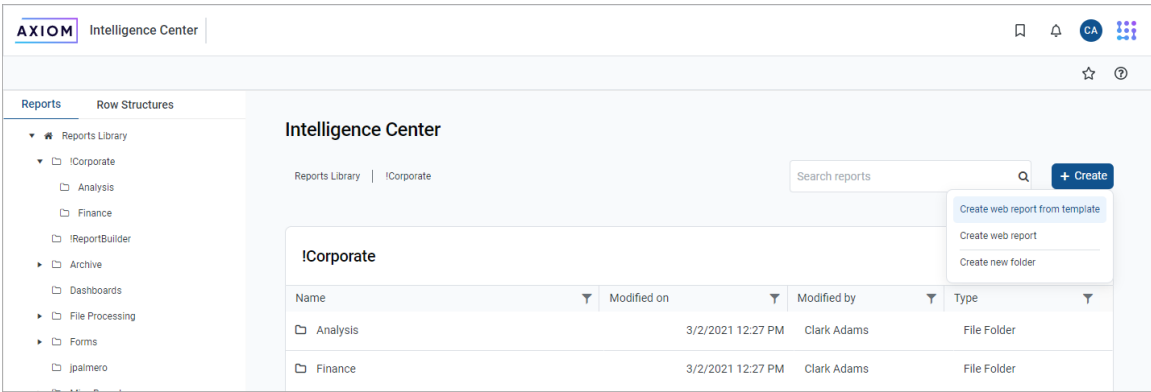 AXIOM Intelligence Center
CA
Reports Row Structures
Reports Library
!Corporate
Analysis
Finance
!ReportBuilder
Archive
Dashboards
File Processing
Forms
jpalmero
Intelligence Center
Reports Library | !Corporate
Search reports
+ Create
Create web report from template
Create web report
Create new folder
!Corporate
Name Modified on Modified by Type
Analysis 3/2/2021 12:27 PM Clark Adams File Folder
Finance 3/2/2021 12:27 PM Clark Adams File Folder